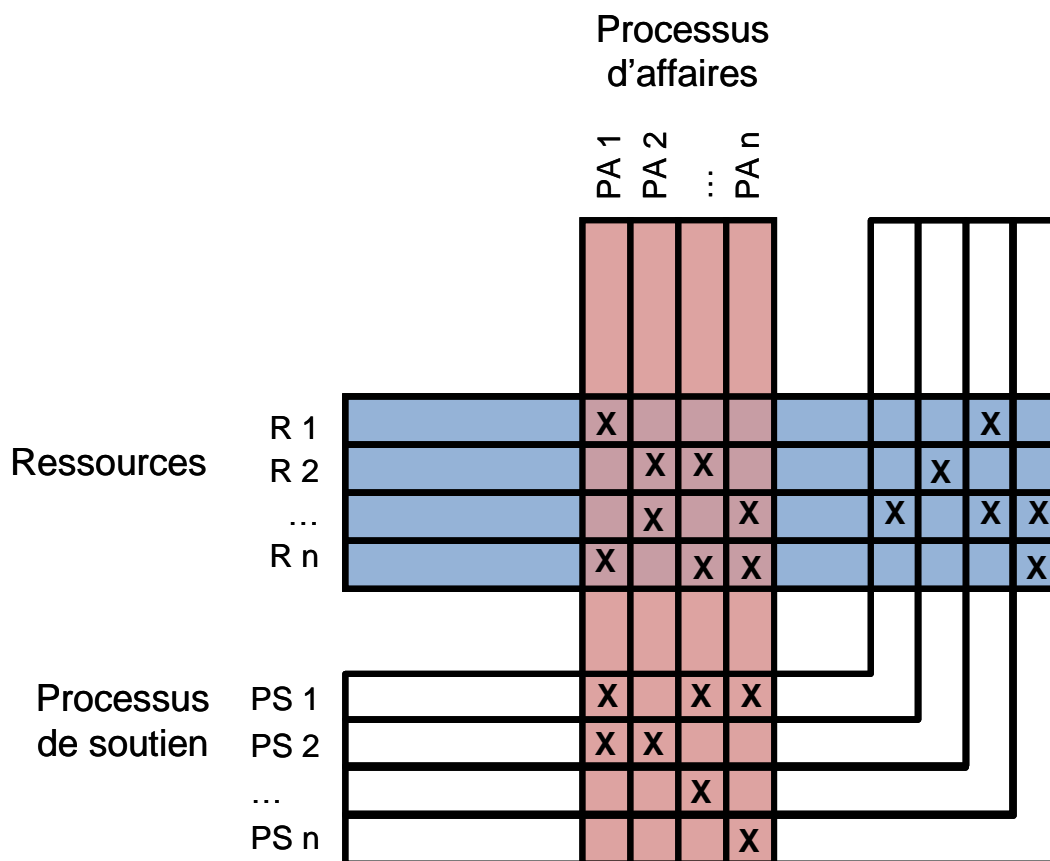 Processus
d'affaires
PA 1
PA 2
...
PA n
R 1 X X
Ressources
R 2 X X X
... X X X X X
R n X X X X
Processus
de soutien
PS 1 X X X
PS 2 X X
... X
PS n X